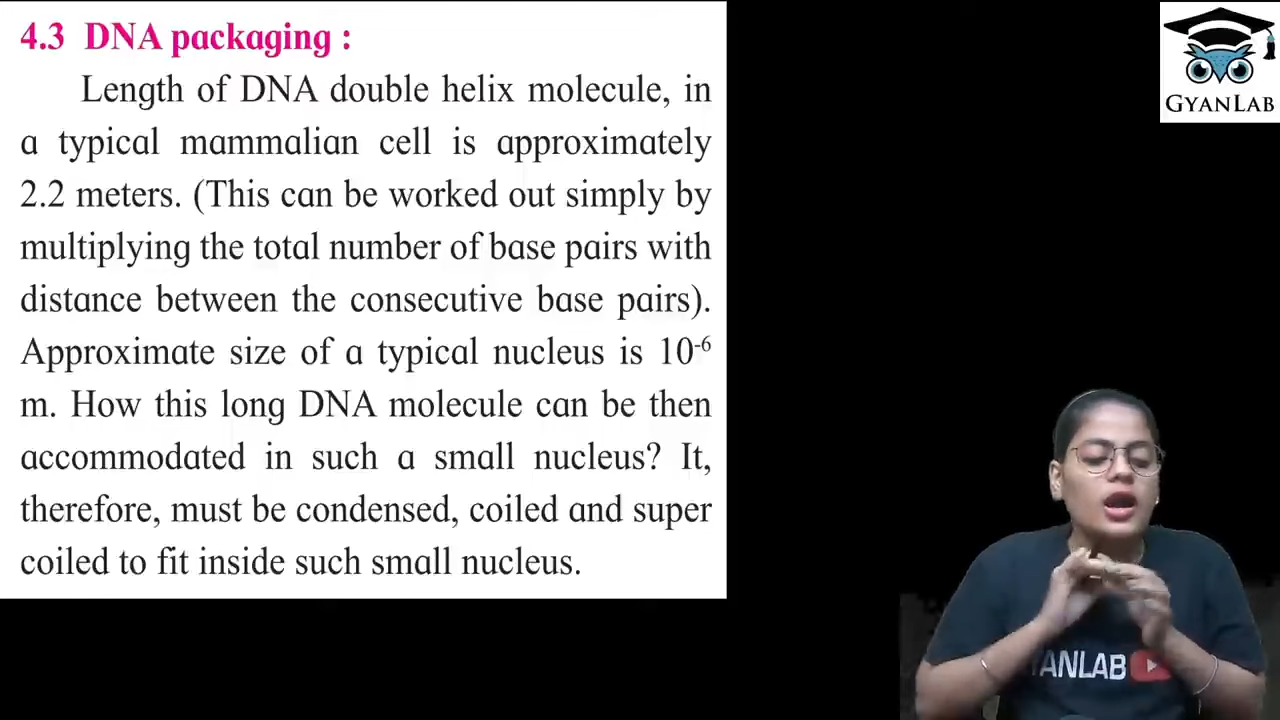 4.3 DNA packaging :
Length of DNA double helix molecule, in
a typical mammalian cell is approximately
2.2 meters. (This can be worked out simply by
multiplying the total number of base pairs with
distance between the consecutive base pairs).
Approximate size of a typical nucleus is 10⁻⁶
m. How this long DNA molecule can be then
accommodated in such a small nucleus? It,
therefore, must be condensed, coiled and super
coiled to fit inside such small nucleus.
GYANLAB
YANLAB